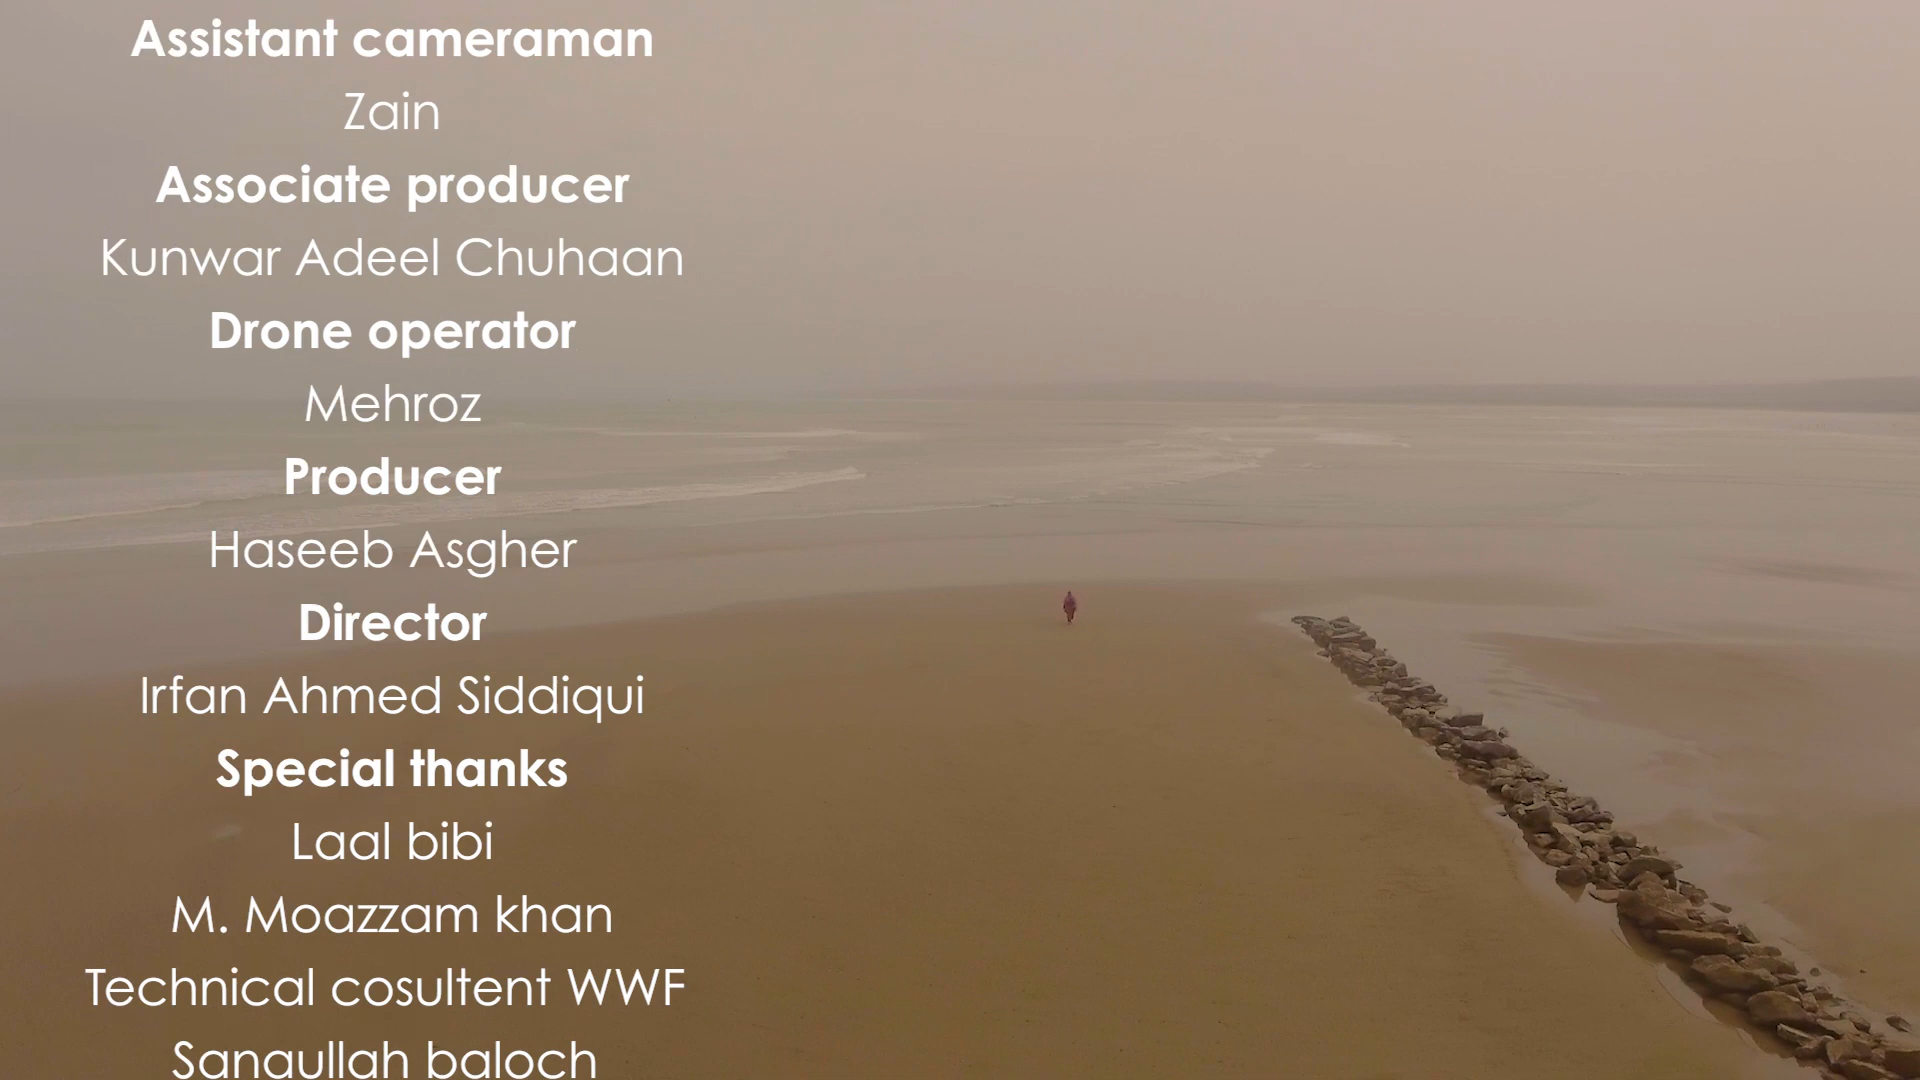 Assistant cameraman
Zain
Associate producer
Kunwar Adeel Chuhaan
Drone operator
Mehroz
Producer
Haseeb Asgher
Director
Irfan Ahmed Siddiqui
Special thanks
Laal bibi
M. Moazzam khan
Technical cosultent WWF
Sanaullah baloch